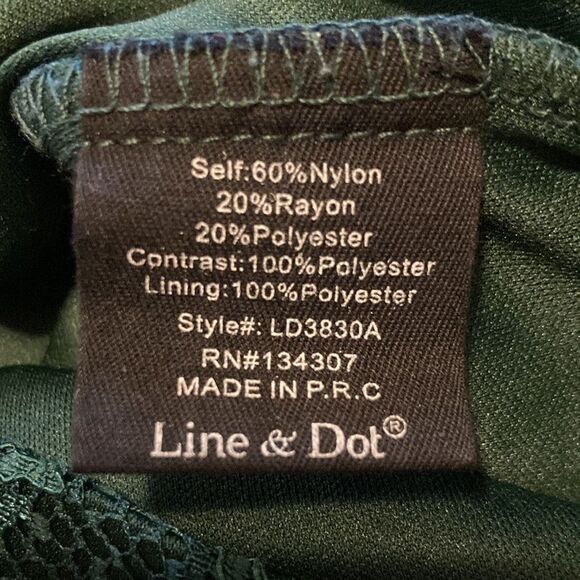 Self:60%Nylon
20%Rayon
20%Polyester
Contrast:100%Polyester
Lining:100%Polyester
Style#: LD3830A
RN#134307
MADE IN P.R.C
Line & Dot®